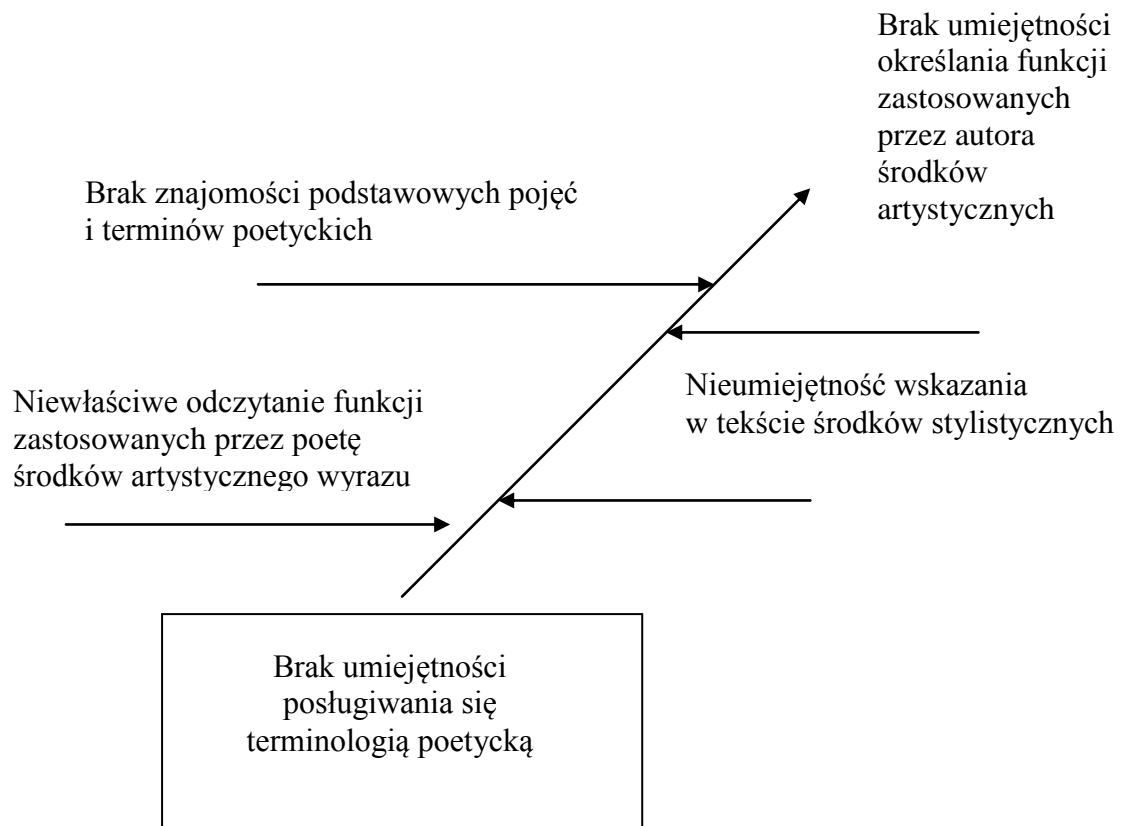 Brak umiejętności
określania funkcji
zastosowanych
przez autora
środków
artystycznych
Brak znajomości podstawowych pojęć
i terminów poetyckich
Nieumiejętność wskazania
w tekście środków stylistycznych
Niewłaściwe odczytanie funkcji
zastosowanych przez poetę
środków artystycznego wyrazu
Brak umiejętności
posługiwania się
terminologią poetycką